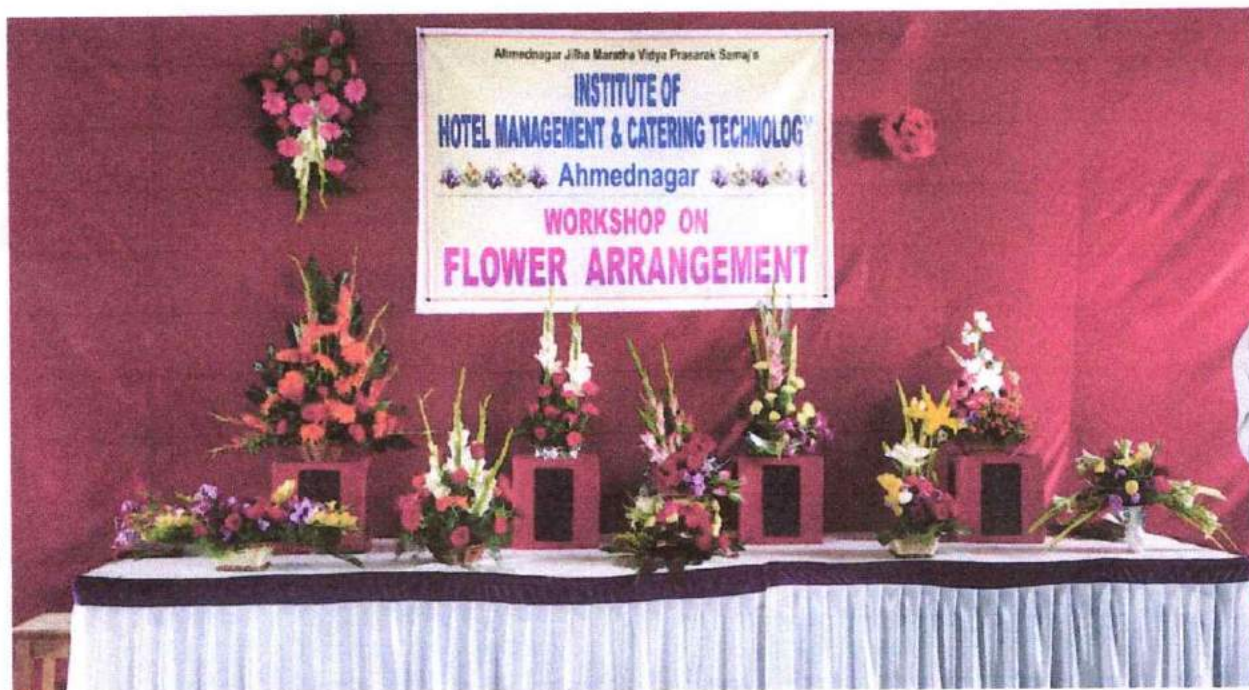 Ahmednagar Jilha Maratha Vidya Prasarak Samaj's
INSTITUTE OF
HOTEL MANAGEMENT & CATERING TECHNOLOGY
Ahmednagar
WORKSHOP ON
FLOWER ARRANGEMENT